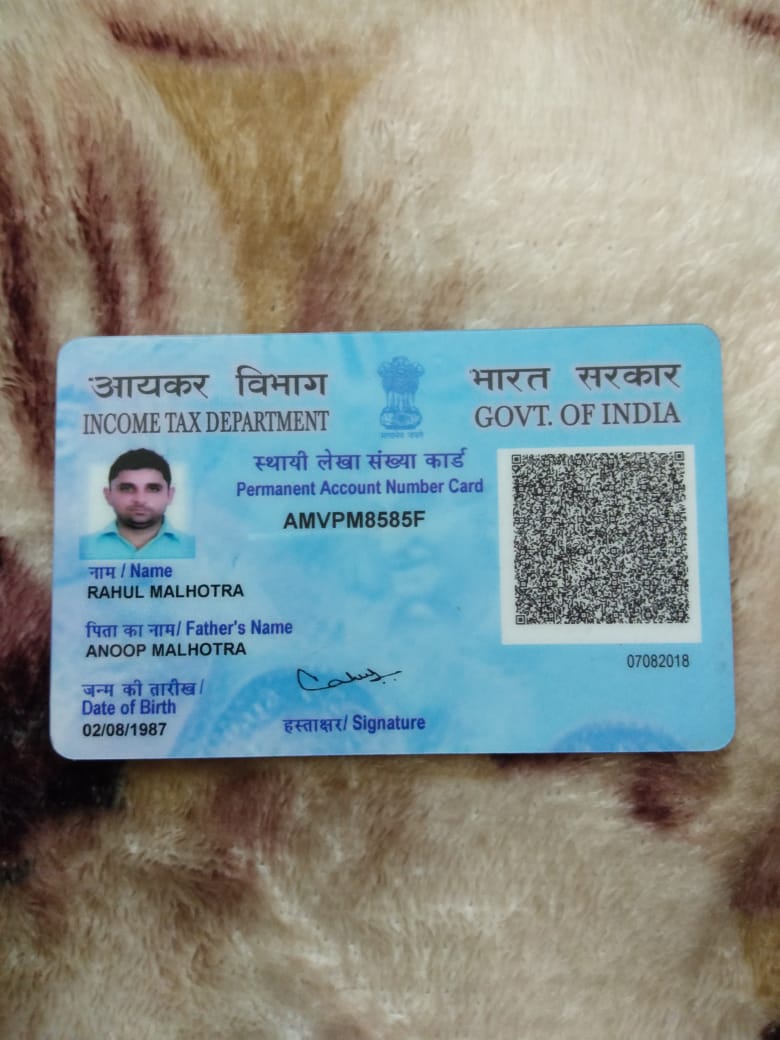 आयकर विभाग
INCOME TAX DEPARTMENT
भारत सरकार
GOVT. OF INDIA
सत्यमेव जयते
स्थायी लेखा संख्या कार्ड
Permanent Account Number Card
AMVPM8585F
नाम / Name
RAHUL MALHOTRA
पिता का नाम/ Father's Name
ANOOP MALHOTRA
जन्म की तारीख/
Date of Birth
02/08/1987
हस्ताक्षर/ Signature
07082018